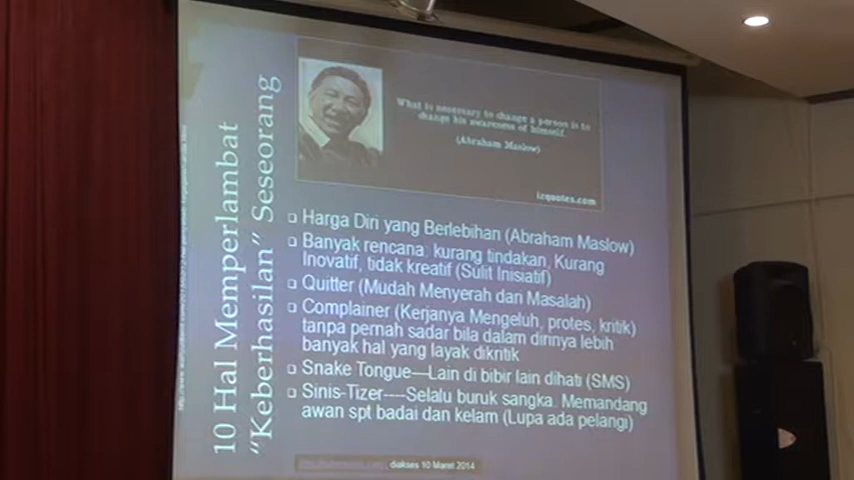 10 Hal Memperlambat
“Keberhasilan” Seseorang
What is necessary to change a person is to
change his awareness of himself.
(Abraham Maslow)
izquotes.com
Harga Diri yang Berlebihan (Abraham Maslow)
Banyak rencana: kurang tindakan, Kurang
Inovatif, tidak kreatif (Sulit Inisiatif)
Quitter (Mudah Menyerah dari Masalah)
Complainer (Kerjanya Mengeluh, protes, kritik)
tanpa pernah sadar bila dalam dirinya lebih
banyak hal yang layak dikritik
Snake Tongue—Lain di bibir lain dihati (SMS)
Sinis-Tizer----Selalu buruk sangka. Memandang
awan spt badai dan kelam (Lupa ada pelangi)
diakses 10 Maret 2014